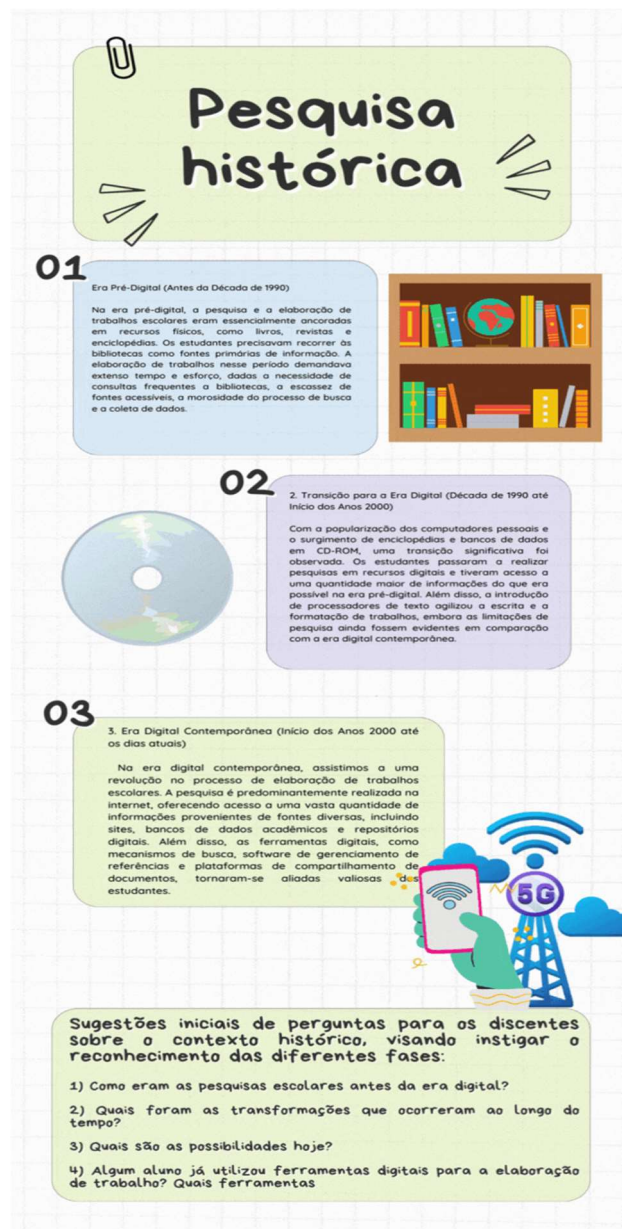 Pesquisa
histórica
01
Era Pré-Digital (Antes da Década de 1990)
Na era pré-digital, a pesquisa e a elaboração de
trabalhos escolares eram essencialmente ancoradas
em recursos físicos, como livros, revistas e
enciclopédias. Os estudantes precisavam recorrer às
bibliotecas como fontes primárias de informação. A
elaboração de trabalhos nesse período demandava
extenso tempo e esforço, dadas a necessidade de
consultas frequentes a bibliotecas, a escassez de
fontes acessíveis, a morosidade do processo de busca
e a coleta de dados.
02
2. Transição para a Era Digital (Década de 1990 até
Início dos Anos 2000)
Com a popularização dos computadores pessoais e
o surgimento de enciclopédias e bancos de dados
em CD-ROM, uma transição significativa foi
observada. Os estudantes passaram a realizar
pesquisas em recursos digitais e tiveram acesso a
uma quantidade maior de informações do que era
possível na era pré-digital. Além disso, a introdução
de processadores de texto agilizou a escrita e a
formatação de trabalhos, embora as limitações de
pesquisa ainda fossem evidentes em comparação
com a era digital contemporânea.
03
3. Era Digital Contemporânea (Início dos Anos 2000 até
os dias atuais)
Na era digital contemporânea, assistimos a uma
revolução no processo de elaboração de trabalhos
escolares. A pesquisa é predominantemente realizada na
internet, oferecendo acesso a uma vasta quantidade de
informações provenientes de fontes diversas, incluindo
sites, bancos de dados acadêmicos e repositórios
digitais. Além disso, as ferramentas digitais, como
mecanismos de busca, software de gerenciamento de
referências e plataformas de compartilhamento de
documentos, tornaram-se aliadas valiosas dos
estudantes.
5G
Sugestões iniciais de perguntas para os discentes
sobre o contexto histórico, visando instigar o
reconhecimento das diferentes fases:
1) Como eram as pesquisas escolares antes da era digital?
2) Quais foram as transformações que ocorreram ao longo do
tempo?
3) Quais são as possibilidades hoje?
4) Algum aluno já utilizou ferramentas digitais para a elaboração
de trabalho? Quais ferramentas